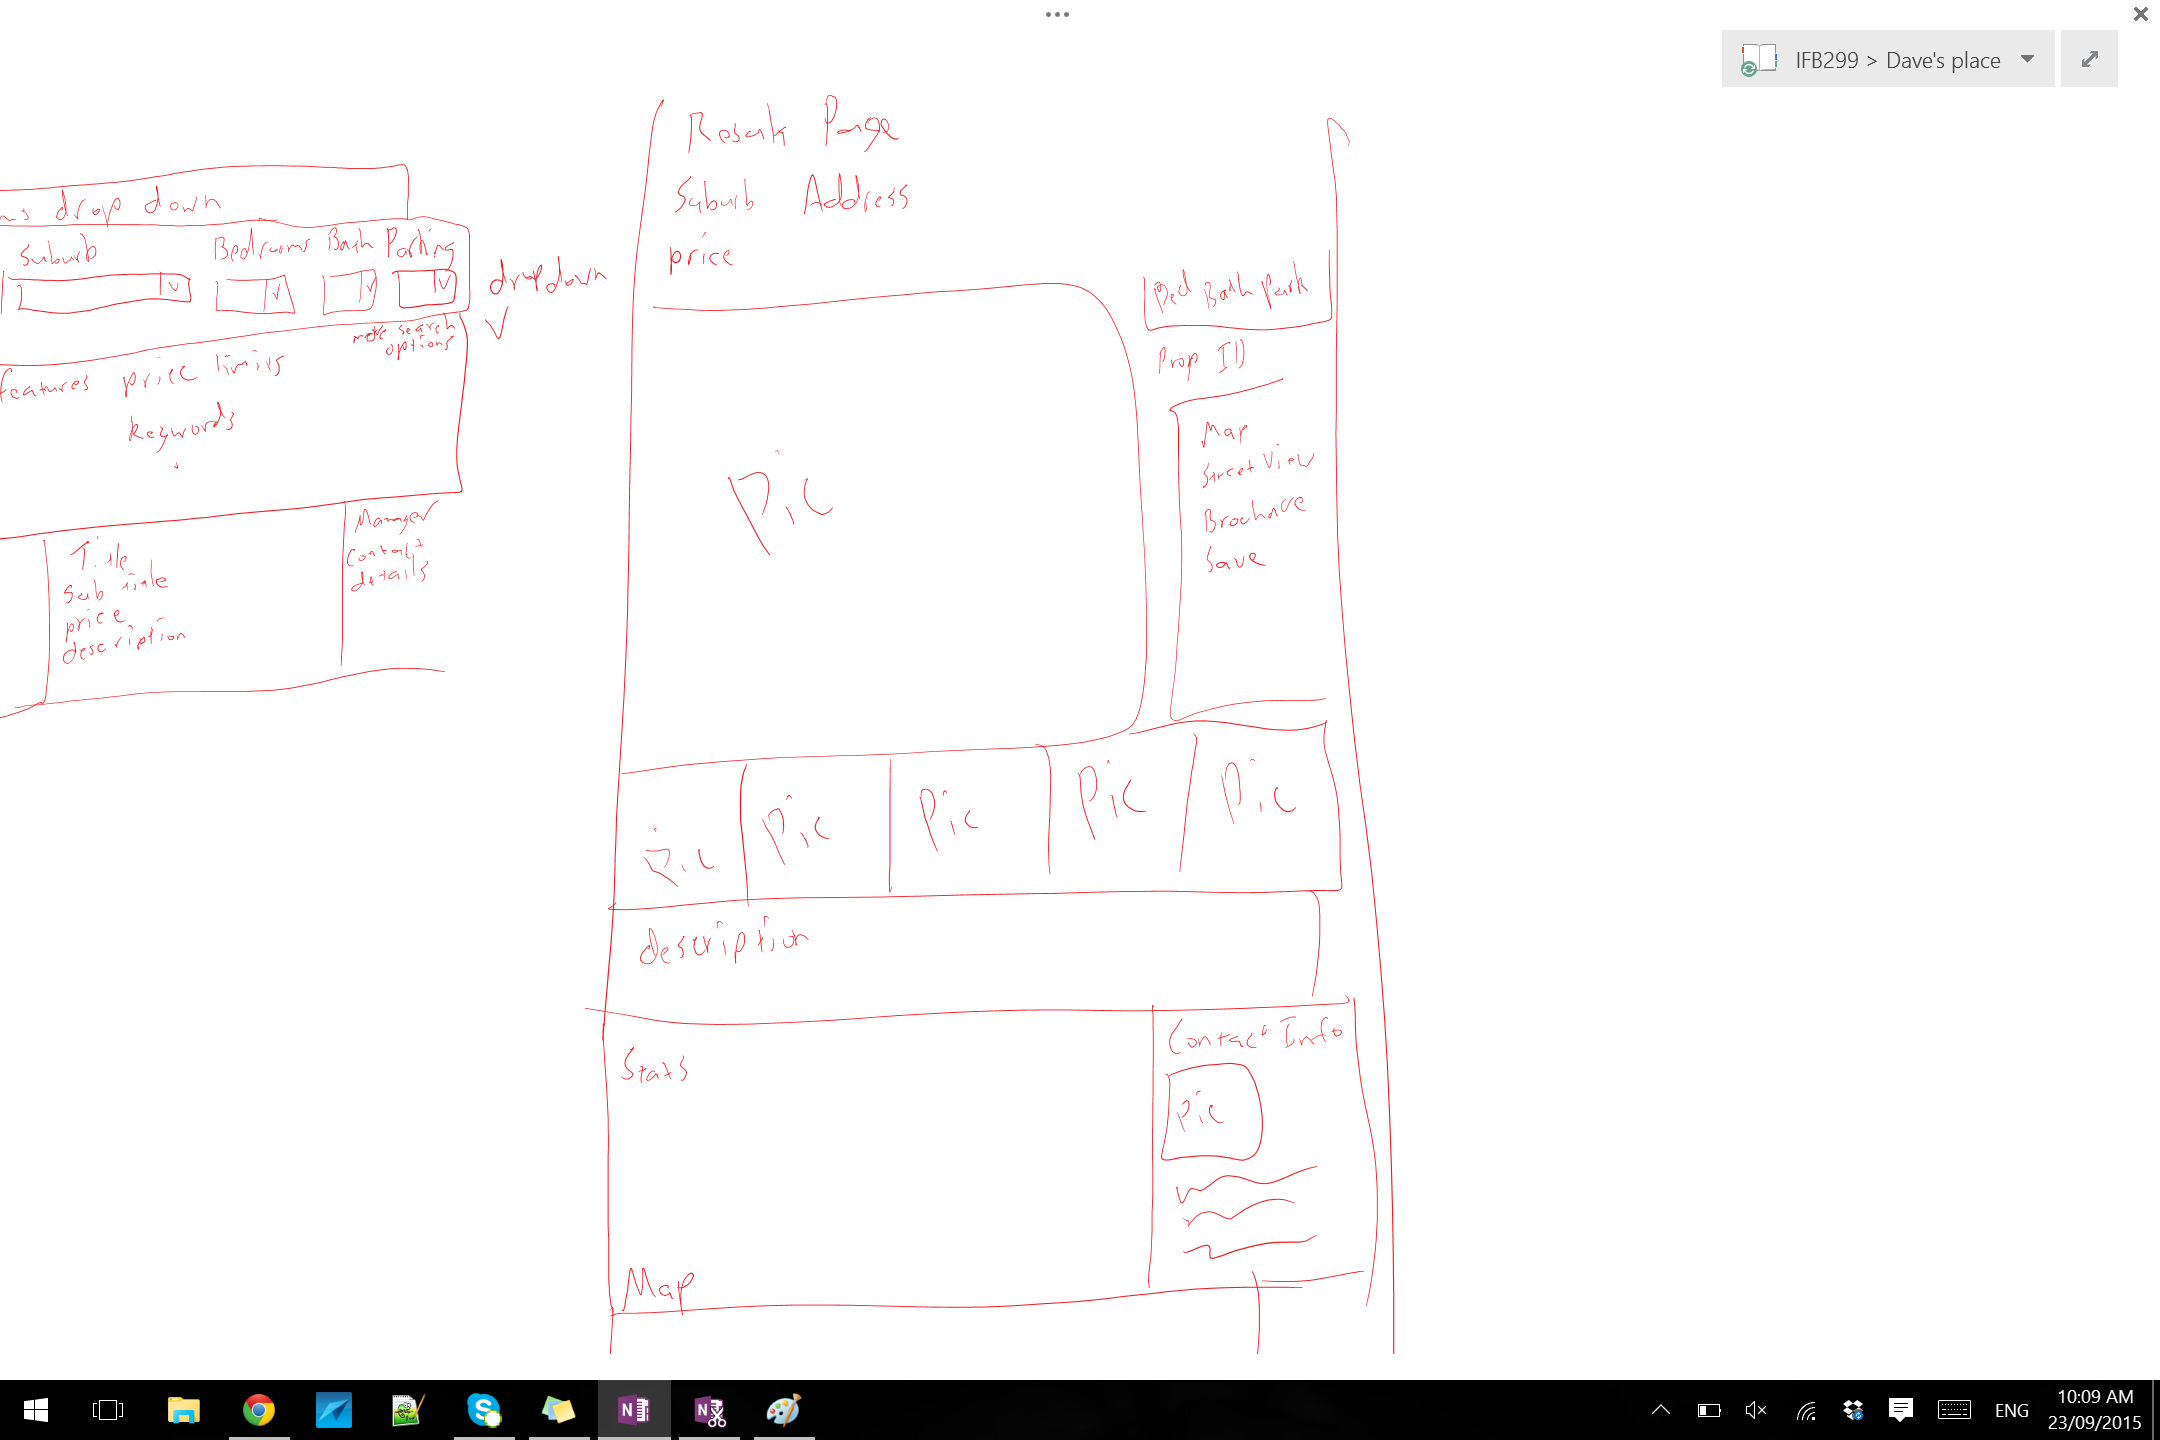 IFB299 > Dave's place
drop down
Suburb Bedrooms Bath Parking
dropdown
more search
options
features price limits
keywords
Title
Sub title
price
description
Manager
Contact
details
Result Page
Suburb Address
price
Bed Bath Park
Prop ID
Map
Street View
Save
Pic
Pic Pic Pic Pic Pic
description
Stats
Contact Info
Pic
Map
ENG
10:09 AM
23/09/2015